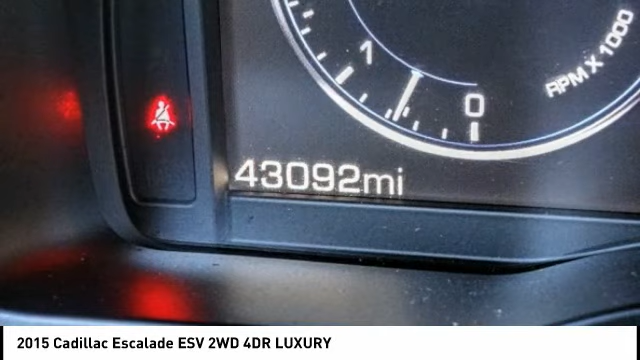 1
0
RPM X 1000
43092mi
2015 Cadillac Escalade ESV 2WD 4DR LUXURY